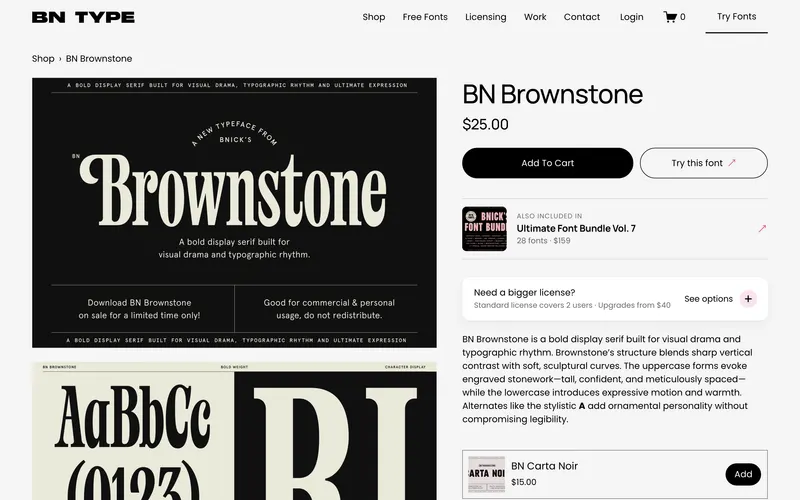 BN TYPE
Shop
Free Fonts
Licensing
Work
Contact
Login
0
Try Fonts
Shop › BN Brownstone
A BOLD DISPLAY SERIF BUILT FOR VISUAL DRAMA, TYPOGRAPHIC RHYTHM AND ULTIMATE EXPRESSION
A NEW TYPEFACE FROM
BNICK'S
BN
Brownstone
A bold display serif built for
visual drama and typographic rhythm.
Download BN Brownstone
on sale for a limited time only!
Good for commercial & personal
usage, do not redistribute.
A BOLD DISPLAY SERIF BUILT FOR VISUAL DRAMA, TYPOGRAPHIC RHYTHM AND ULTIMATE EXPRESSION
BN BROWNSTONE
BOLD WEIGHT
CHARACTER DISPLAY
AaBbCc
(0123)
BN Brownstone
$25.00
Add To Cart
Try this font ↗
BNICK'S
FONT BUNDL
ALSO INCLUDED IN
Ultimate Font Bundle Vol. 7
28 fonts · $159
↗
Need a bigger license?
Standard license covers 2 users · Upgrades from $40
See options +
BN Brownstone is a bold display serif built for visual drama and
typographic rhythm. Brownstone's structure blends sharp vertical
contrast with soft, sculptural curves. The uppercase forms evoke
engraved stonework—tall, confident, and meticulously spaced—
while the lowercase introduces expressive motion and warmth.
Alternates like the stylistic A add ornamental personality without
compromising legibility.
CARTA NOI
BN Carta Noir
$15.00
Add